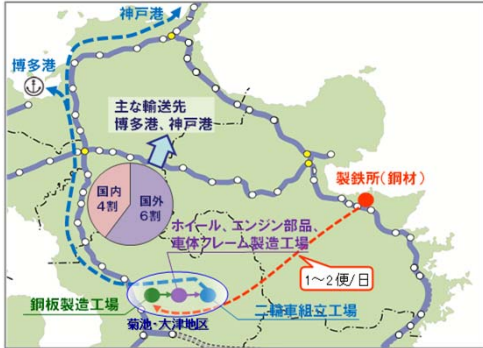 神戸港
博多港
主な輸送先
博多港、神戸港
国内
4割
国外
6割
製鉄所(鋼材)
ホイール、エンジン部品、
車体フレーム製造工場
1～2便/日
鋼板製造工場
二輪車組立工場
菊池・大津地区